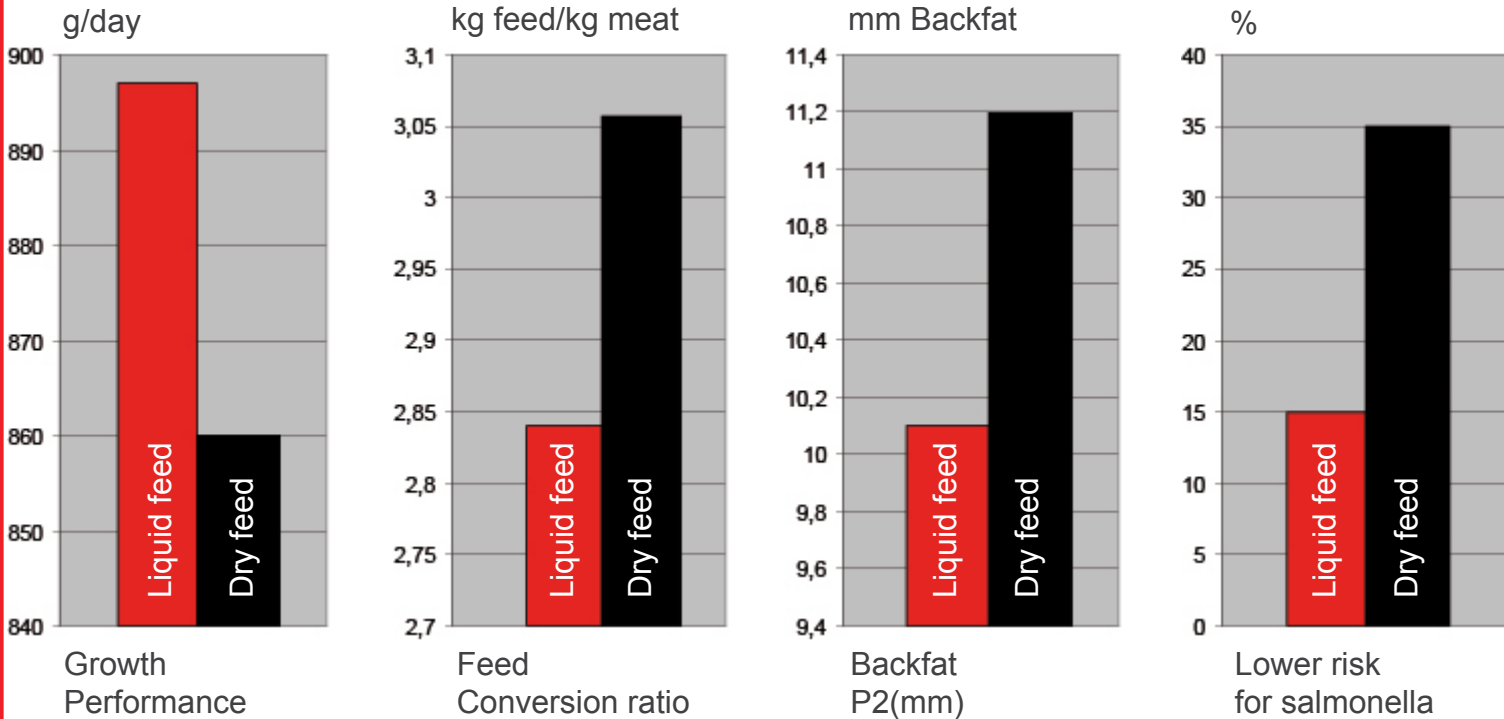 g/day
900
890
880
870
860
850
840
Liquid feed
Dry feed
Growth
Performance
kg feed/kg meat
3,1
3,05
3
2,95
2,9
2,85
2,8
2,75
2,7
Liquid feed
Dry feed
Feed
Conversion ratio
mm Backfat
11,4
11,2
11
10,8
10,6
10,4
10,2
10
9,8
9,6
9,4
Liquid feed
Dry feed
Backfat
P2(mm)
%
40
35
30
25
20
15
10
5
0
Liquid feed
Dry feed
Lower risk
for salmonella